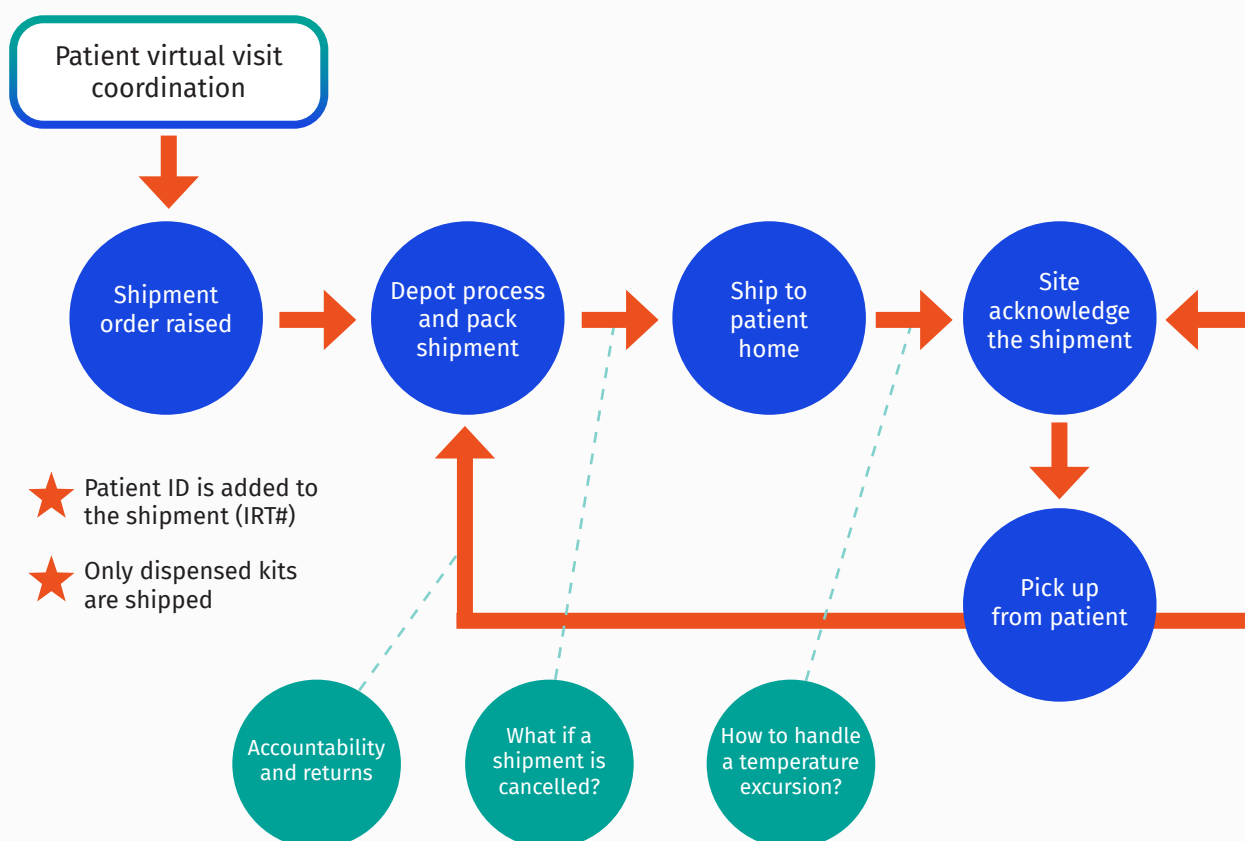 Patient virtual visit
coordination
Shipment
order raised
Depot process
and pack
shipment
Ship to
patient
home
Site
acknowledge
the shipment
Patient ID is added to
the shipment (IRT#)
Only dispensed kits
are shipped
Pick up
from patient
Accountability
and returns
What if a
shipment is
cancelled?
How to handle
a temperature
excursion?